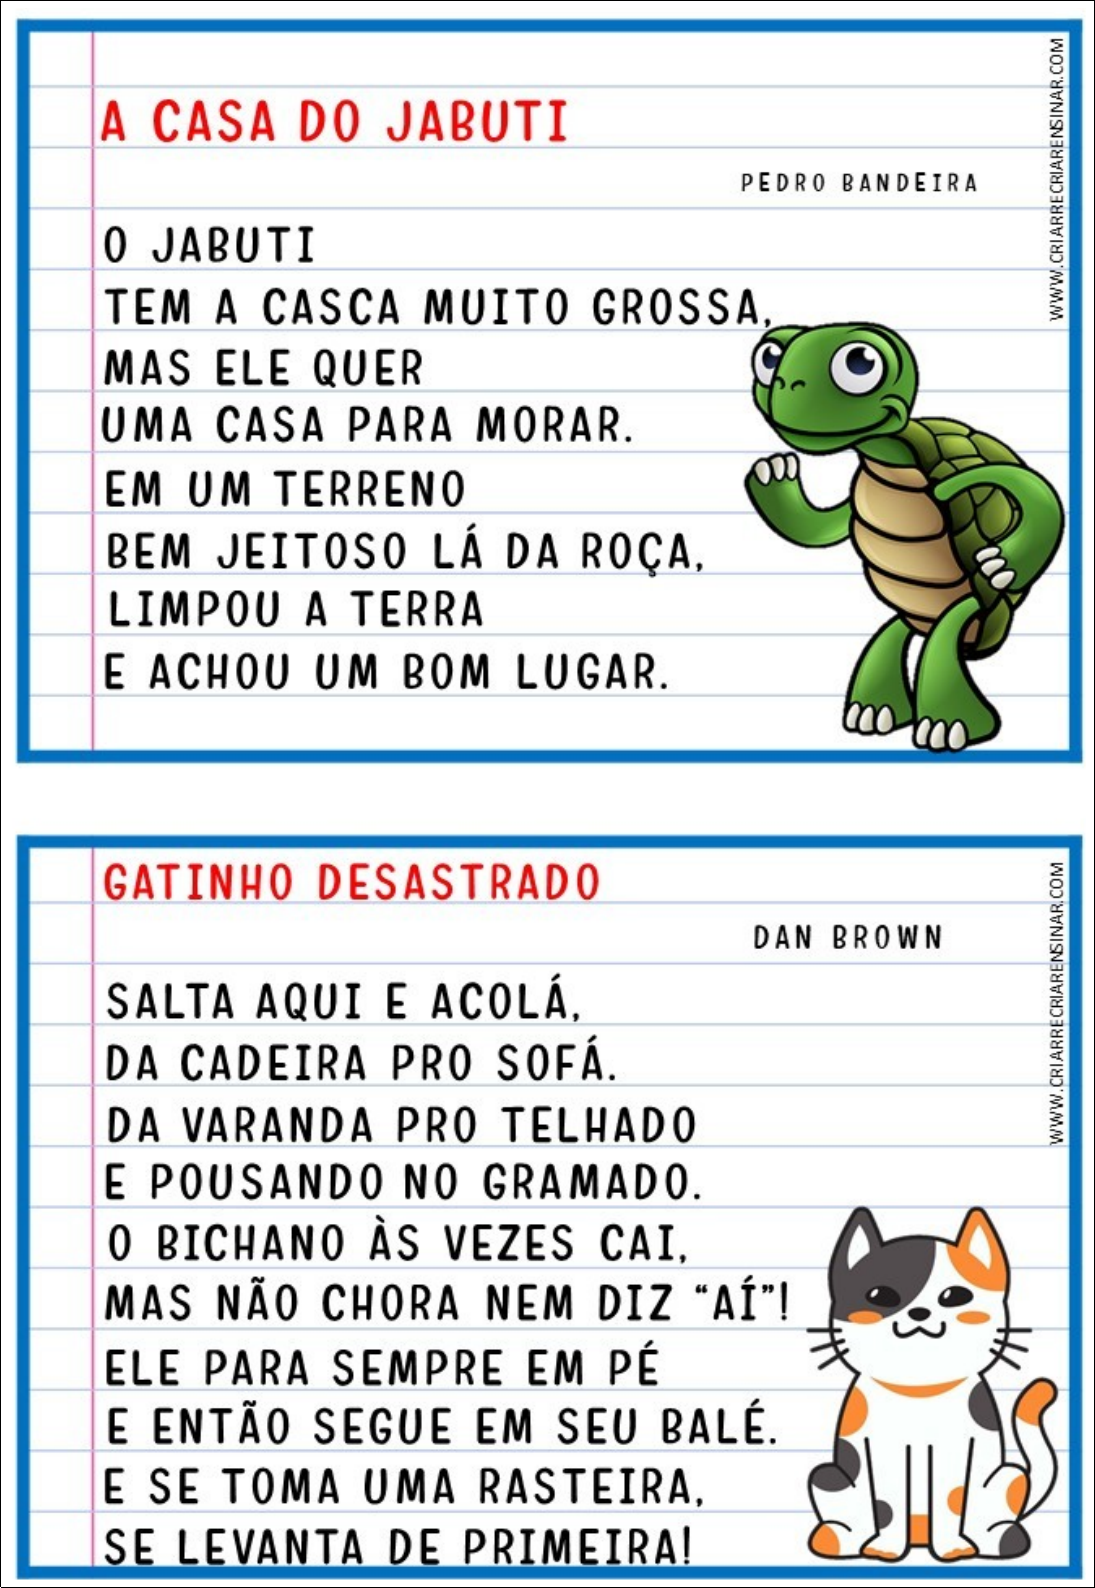 A CASA DO JABUTI
PEDRO BANDEIRA
O JABUTI
TEM A CASCA MUITO GROSSA,
MAS ELE QUER
UMA CASA PARA MORAR.
EM UM TERRENO
BEM JEITOSO LÁ DA ROÇA,
LIMPOU A TERRA
E ACHOU UM BOM LUGAR.
WWW.CRIARRECRIARENSINAR.COM
GATINHO DESASTRADO
DAN BROWN
SALTA AQUI E ACOLÁ,
DA CADEIRA PRO SOFÁ.
DA VARANDA PRO TELHADO
E POUSANDO NO GRAMADO.
O BICHANO ÀS VEZES CAI,
MAS NÃO CHORA NEM DIZ “AÍ”!
ELE PARA SEMPRE EM PÉ
E ENTÃO SEGUE EM SEU BALÉ.
E SE TOMA UMA RASTEIRA,
SE LEVANTA DE PRIMEIRA!
WWW.CRIARRECRIARENSINAR.COM